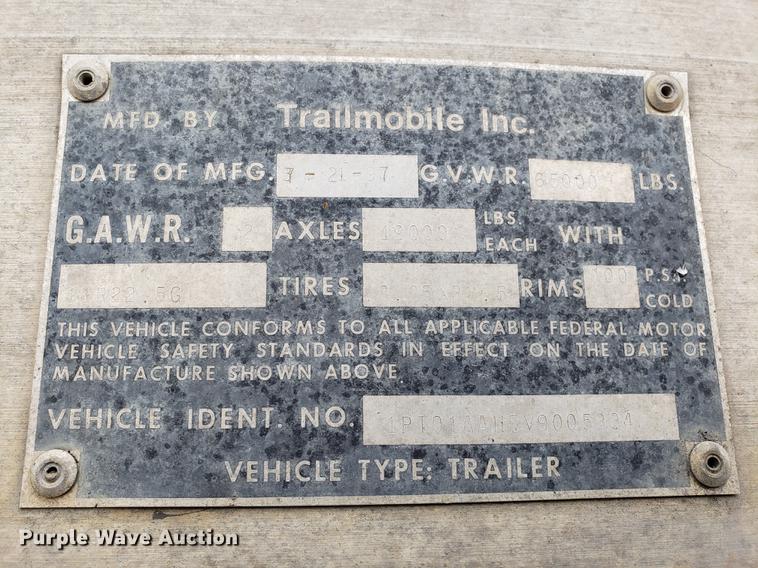 MFD. BY Trailmobile Inc.
DATE OF MFG. G.V.W.R. 65000 LBS.
G.A.W.R. 2 AXLES LBS. EACH WITH
TIRES RIMS P.S.I. COLD
THIS VEHICLE CONFORMS TO ALL APPLICABLE FEDERAL MOTOR
VEHICLE SAFETY STANDARDS IN EFFECT ON THE DATE OF
MANUFACTURE SHOWN ABOVE.
VEHICLE IDENT. NO.
VEHICLE TYPE: TRAILER
Purple Wave Auction